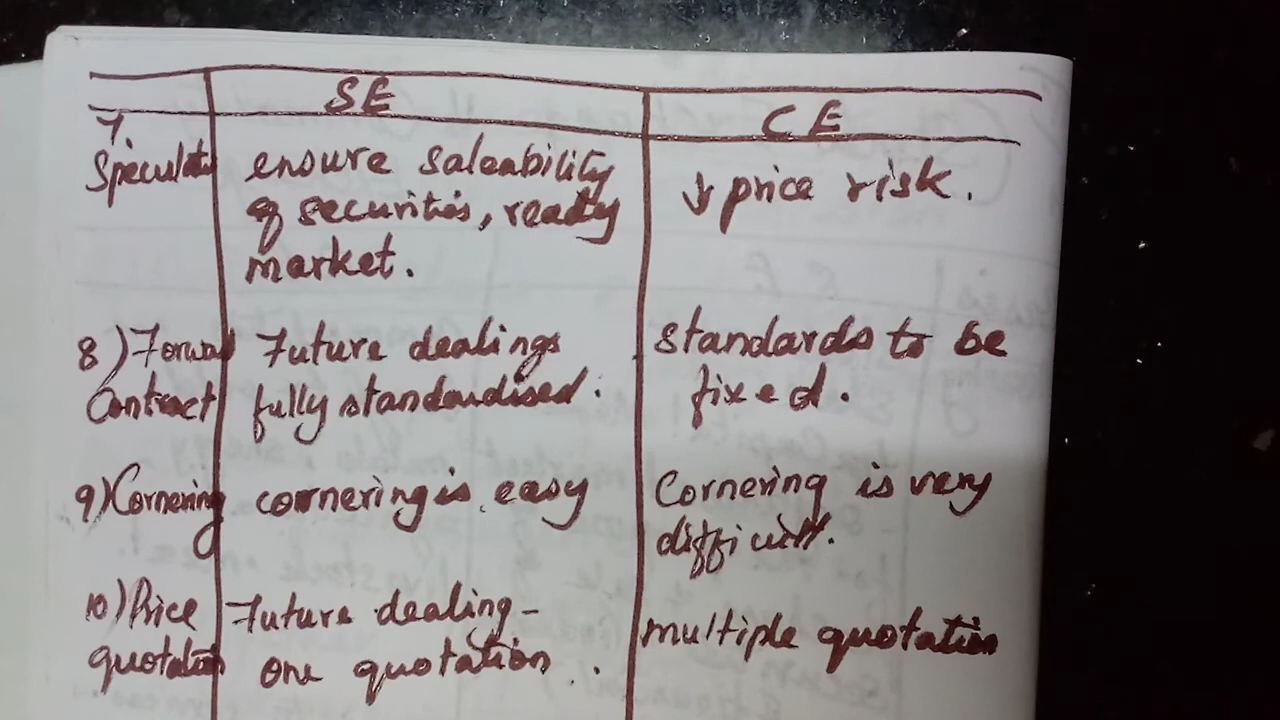 SE CE
7. Speculation ensure saleability ↓ price risk.
of securities, ready
market.
8) Forward Future dealings standards to be
Contract fully standardised. fixed.
9) Cornering cornering is easy Cornering is very
difficult.
10) Price Future dealing - multiple quotation
quotation one quotation.